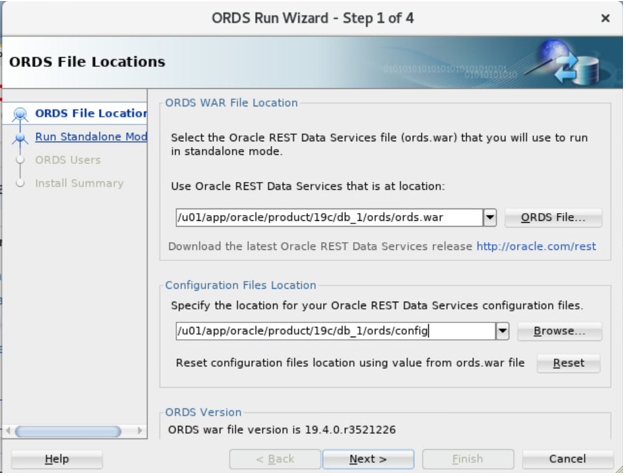 ORDS Run Wizard - Step 1 of 4
ORDS File Locations
ORDS File Location
Run Standalone Mod
ORDS Users
Install Summary
ORDS WAR File Location
Select the Oracle REST Data Services file (ords.war) that you will use to run
in standalone mode.
Use Oracle REST Data Services that is at location:
/u01/app/oracle/product/19c/db_1/ords/ords.war
ORDS File...
Download the latest Oracle REST Data Services release http://oracle.com/rest
Configuration Files Location
Specify the location for your Oracle REST Data Services configuration files.
/u01/app/oracle/product/19c/db_1/ords/config
Browse...
Reset configuration files location using value from ords.war file
Reset
ORDS Version
ORDS war file version is 19.4.0.r3521226
Help
< Back
Next >
Finish
Cancel